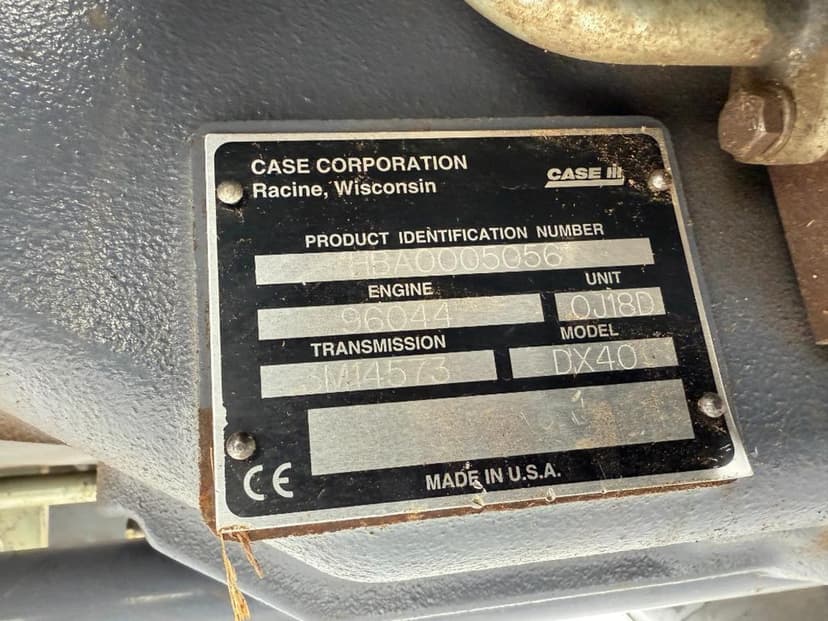 CASE CORPORATION
Racine, Wisconsin
CASE IH
PRODUCT IDENTIFICATION NUMBER
HBA0005056
ENGINE
UNIT
96044
0J18D
TRANSMISSION
MODEL
SM14573
DX40
CE
MADE IN U.S.A.